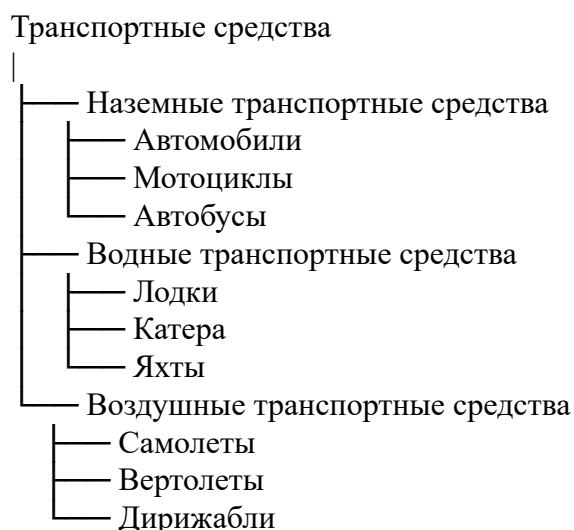 Транспортные средства
Наземные транспортные средства
Автомобили
Мотоциклы
Автобусы
Водные транспортные средства
Лодки
Катера
Яхты
Воздушные транспортные средства
Самолеты
Вертолеты
Дирижабли